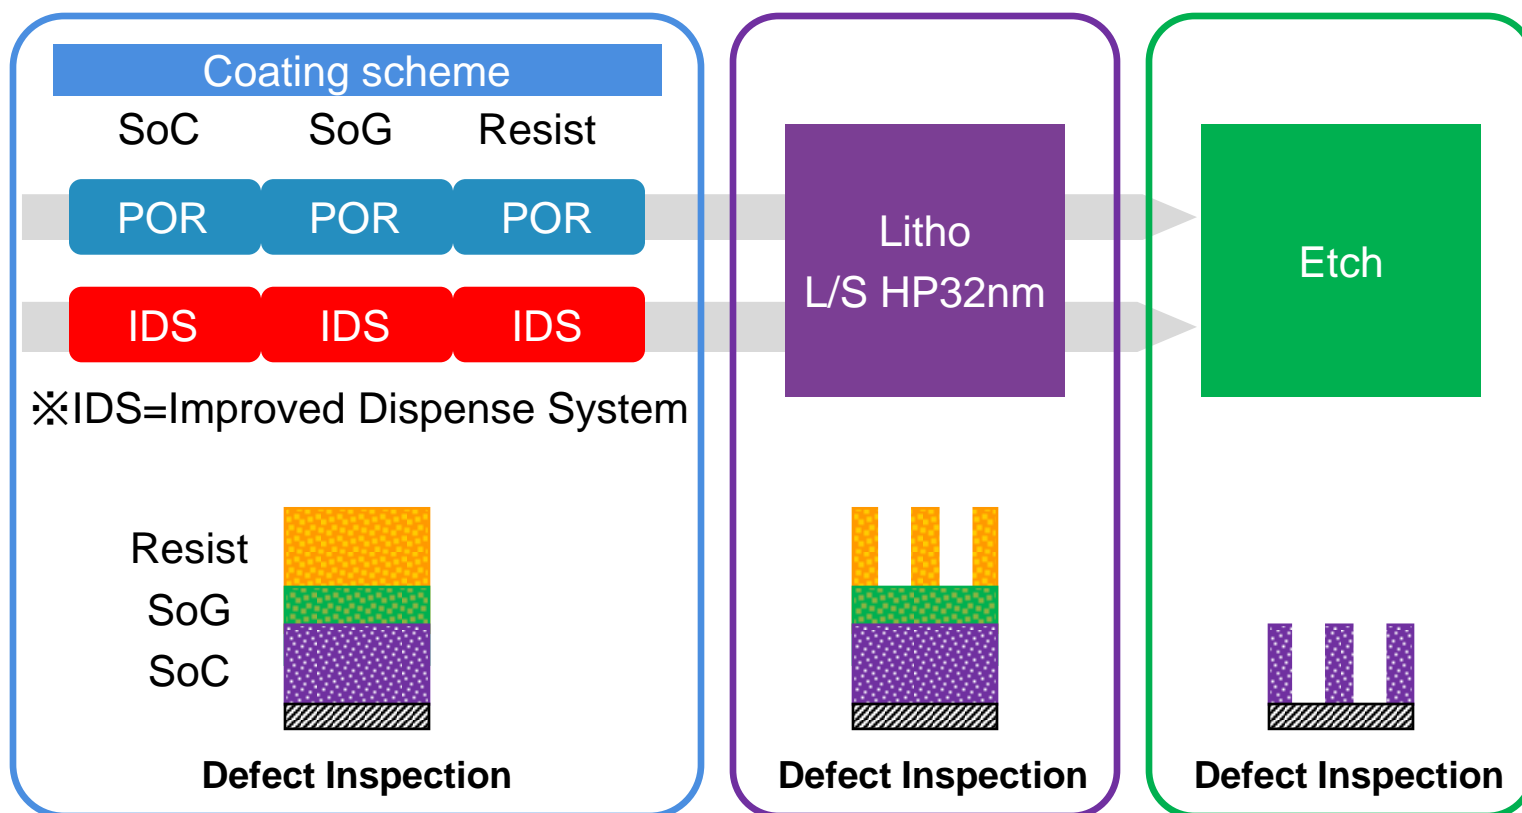 Coating scheme
SoC SoG Resist
POR POR POR
IDS IDS IDS
※IDS=Improved Dispense System
Resist
SoG
SoC
Defect Inspection
Litho
L/S HP32nm
Defect Inspection
Etch
Defect Inspection